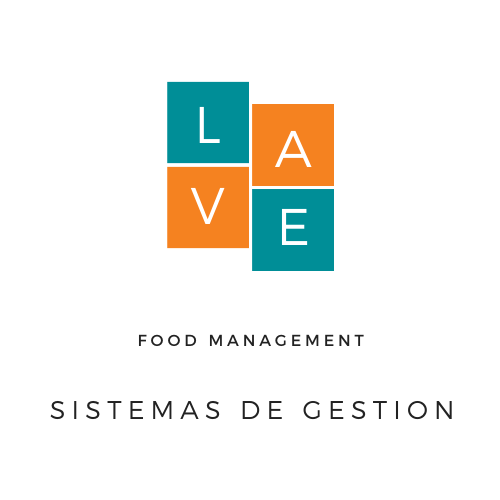 L A
V E
FOOD MANAGEMENT
SISTEMAS DE GESTION